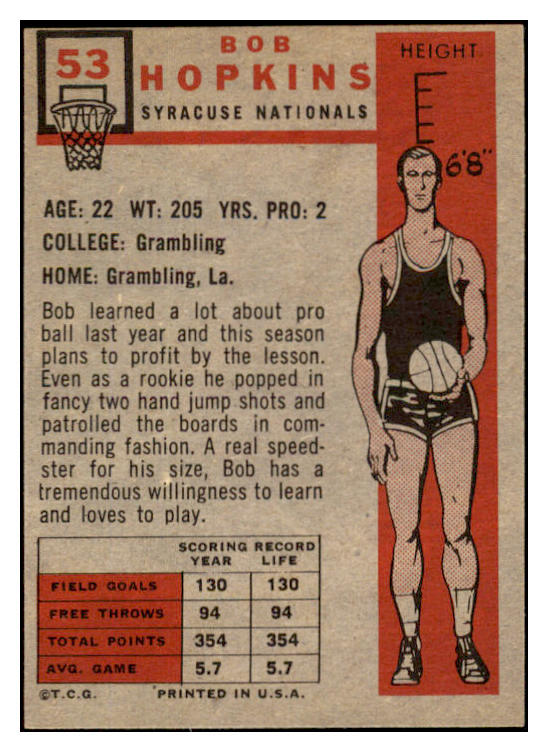 53
BOB
HOPKINS
SYRACUSE NATIONALS
HEIGHT
6'8"
AGE: 22 WT: 205 YRS. PRO: 2
COLLEGE: Grambling
HOME: Grambling, La.
Bob learned a lot about pro
ball last year and this season
plans to profit by the lesson.
Even as a rookie he popped in
fancy two hand jump shots and
patrolled the boards in com-
manding fashion. A real speed-
ster for his size, Bob has a
tremendous willingness to learn
and loves to play.
SCORING RECORD
YEAR LIFE
FIELD GOALS 130 130
FREE THROWS 94 94
TOTAL POINTS 354 354
AVG. GAME 5.7 5.7
©T.C.G. PRINTED IN U.S.A.